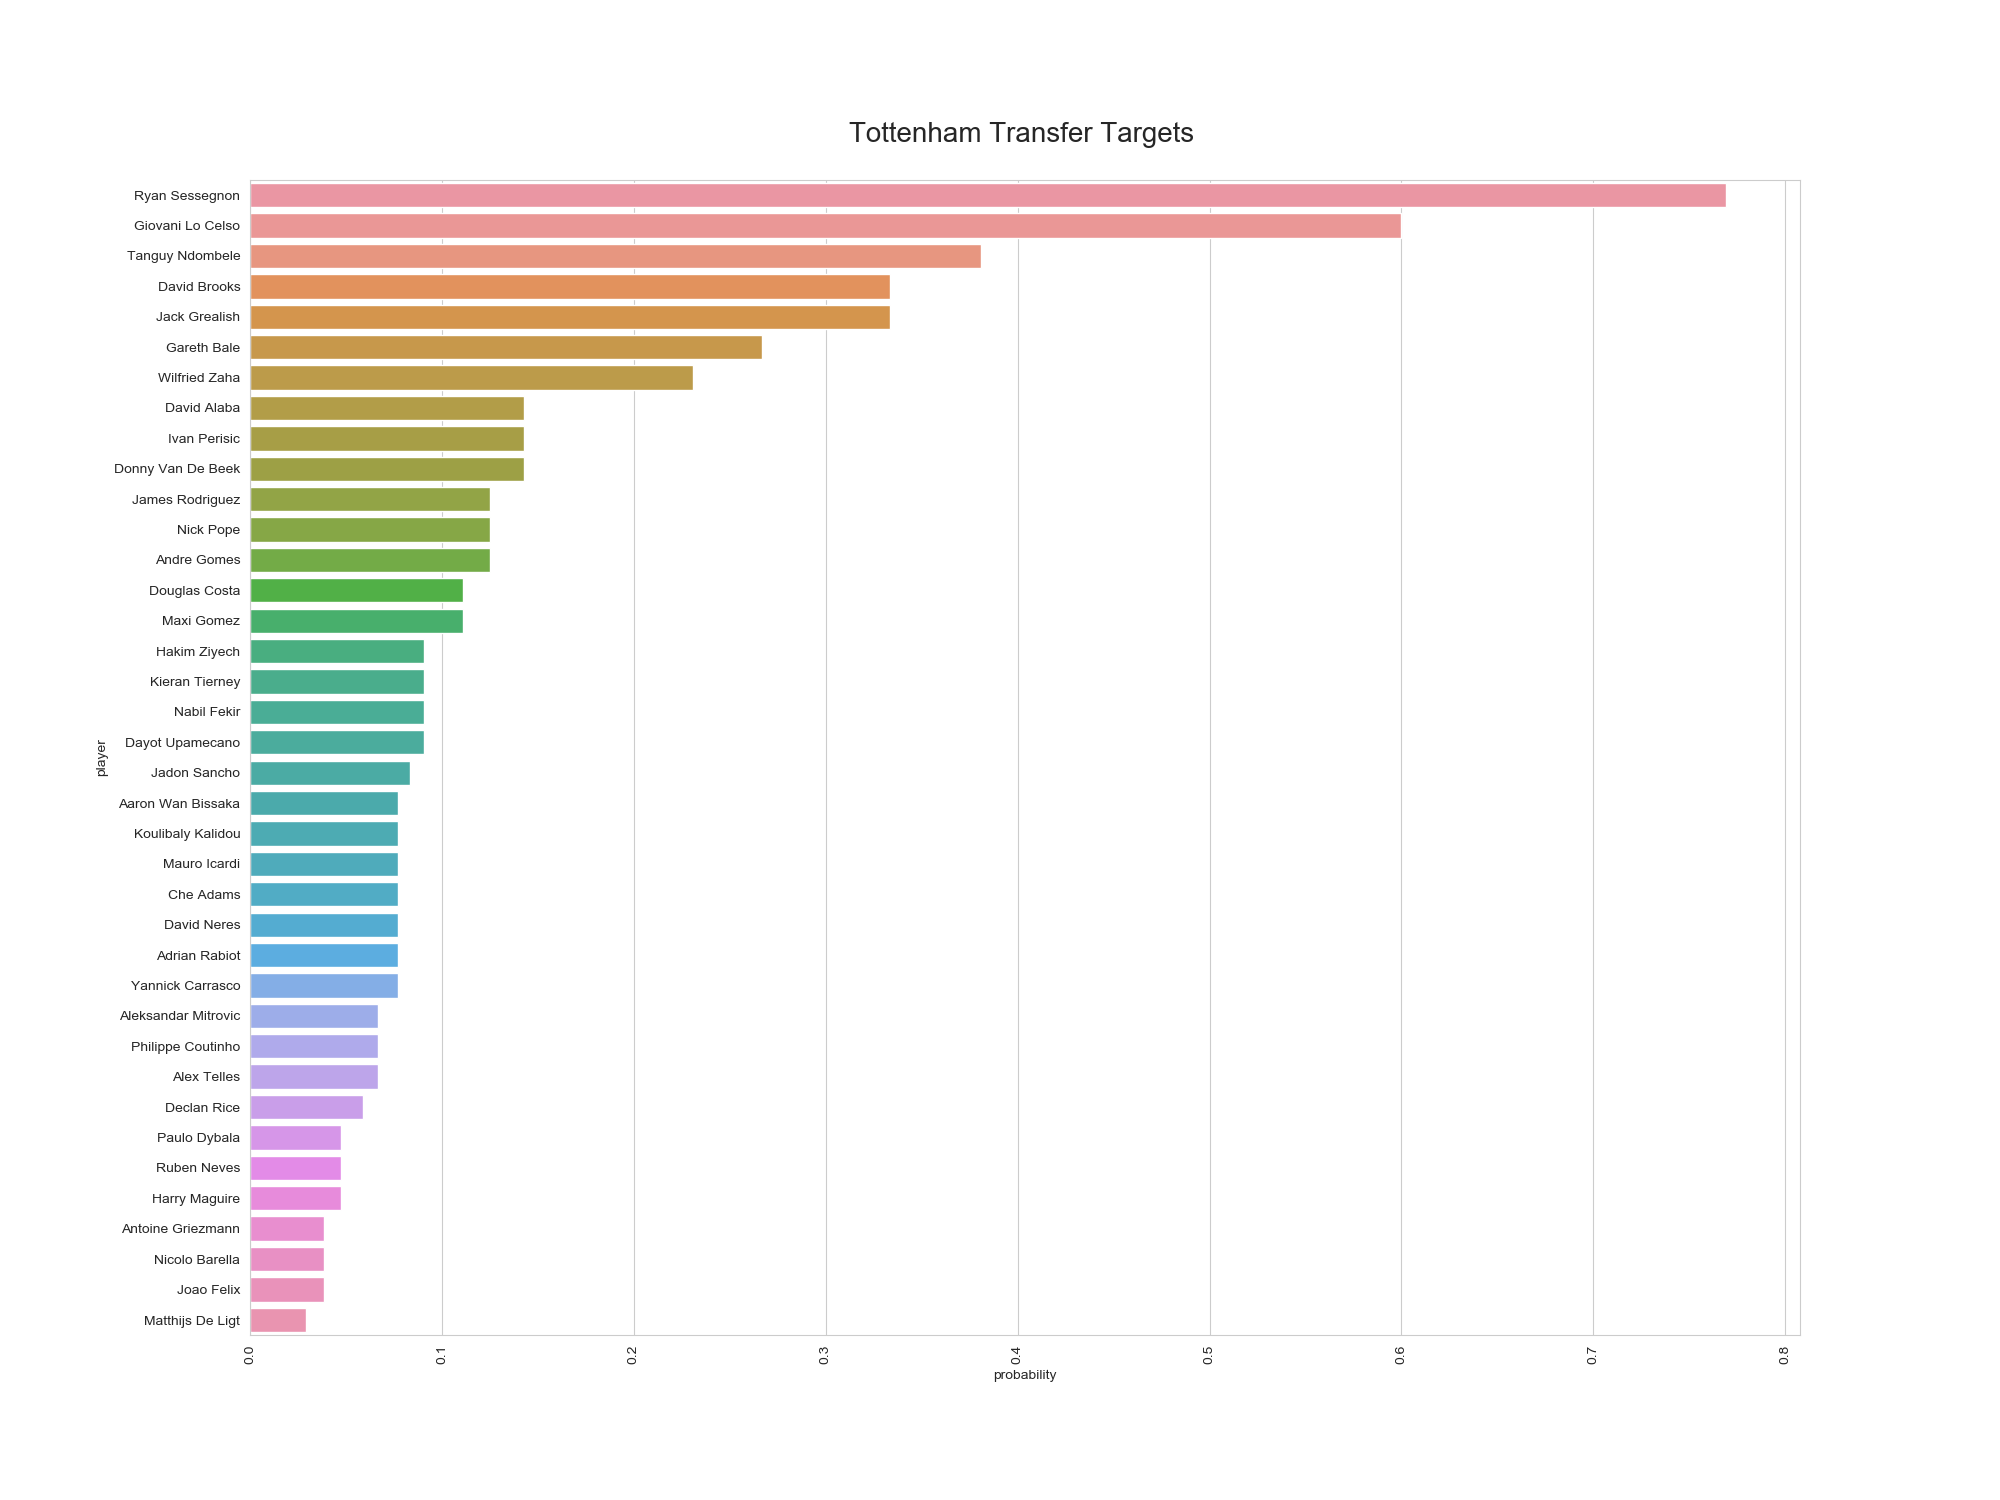 Tottenham Transfer Targets
Ryan Sessegnon
Giovani Lo Celso
Tanguy Ndombele
David Brooks
Jack Grealish
Gareth Bale
Wilfried Zaha
David Alaba
Ivan Perisic
Donny Van De Beek
James Rodriguez
Nick Pope
Andre Gomes
Douglas Costa
Maxi Gomez
Hakim Ziyech
Kieran Tierney
Nabil Fekir
Dayot Upamecano
Jadon Sancho
Aaron Wan Bissaka
Koulibaly Kalidou
Mauro Icardi
Che Adams
David Neres
Adrian Rabiot
Yannick Carrasco
Aleksandar Mitrovic
Philippe Coutinho
Alex Telles
Declan Rice
Paulo Dybala
Ruben Neves
Harry Maguire
Antoine Griezmann
Nicolo Barella
Joao Felix
Matthijs De Ligt
player
0.0 0.1 0.2 0.3 0.4 0.5 0.6 0.7 0.8
probability